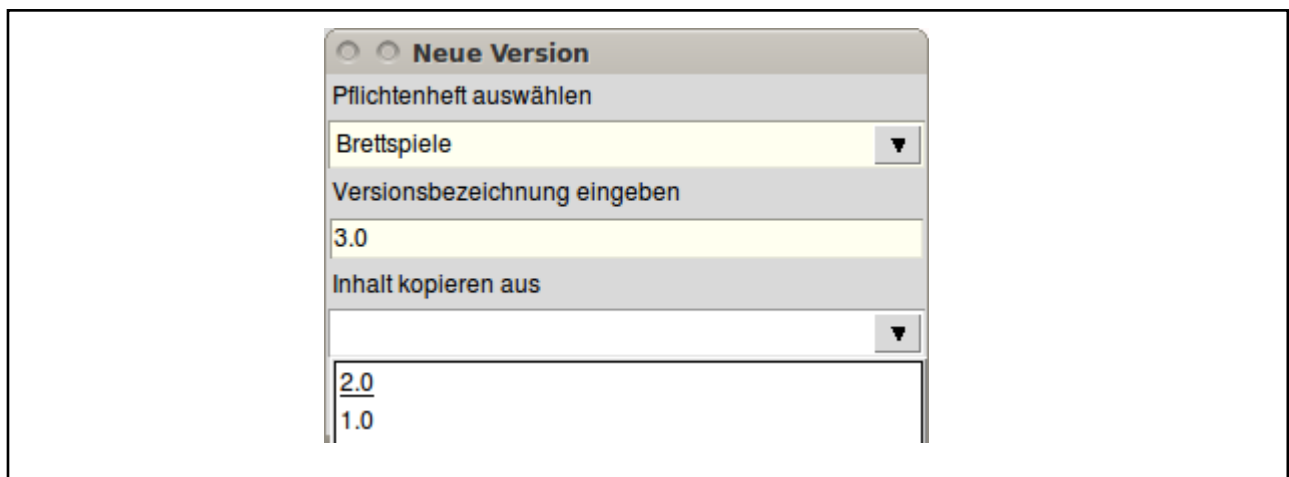 Neue Version
Pflichtenheft auswählen
Brettspiele
Versionsbezeichnung eingeben
3.0
Inhalt kopieren aus
2.0
1.0